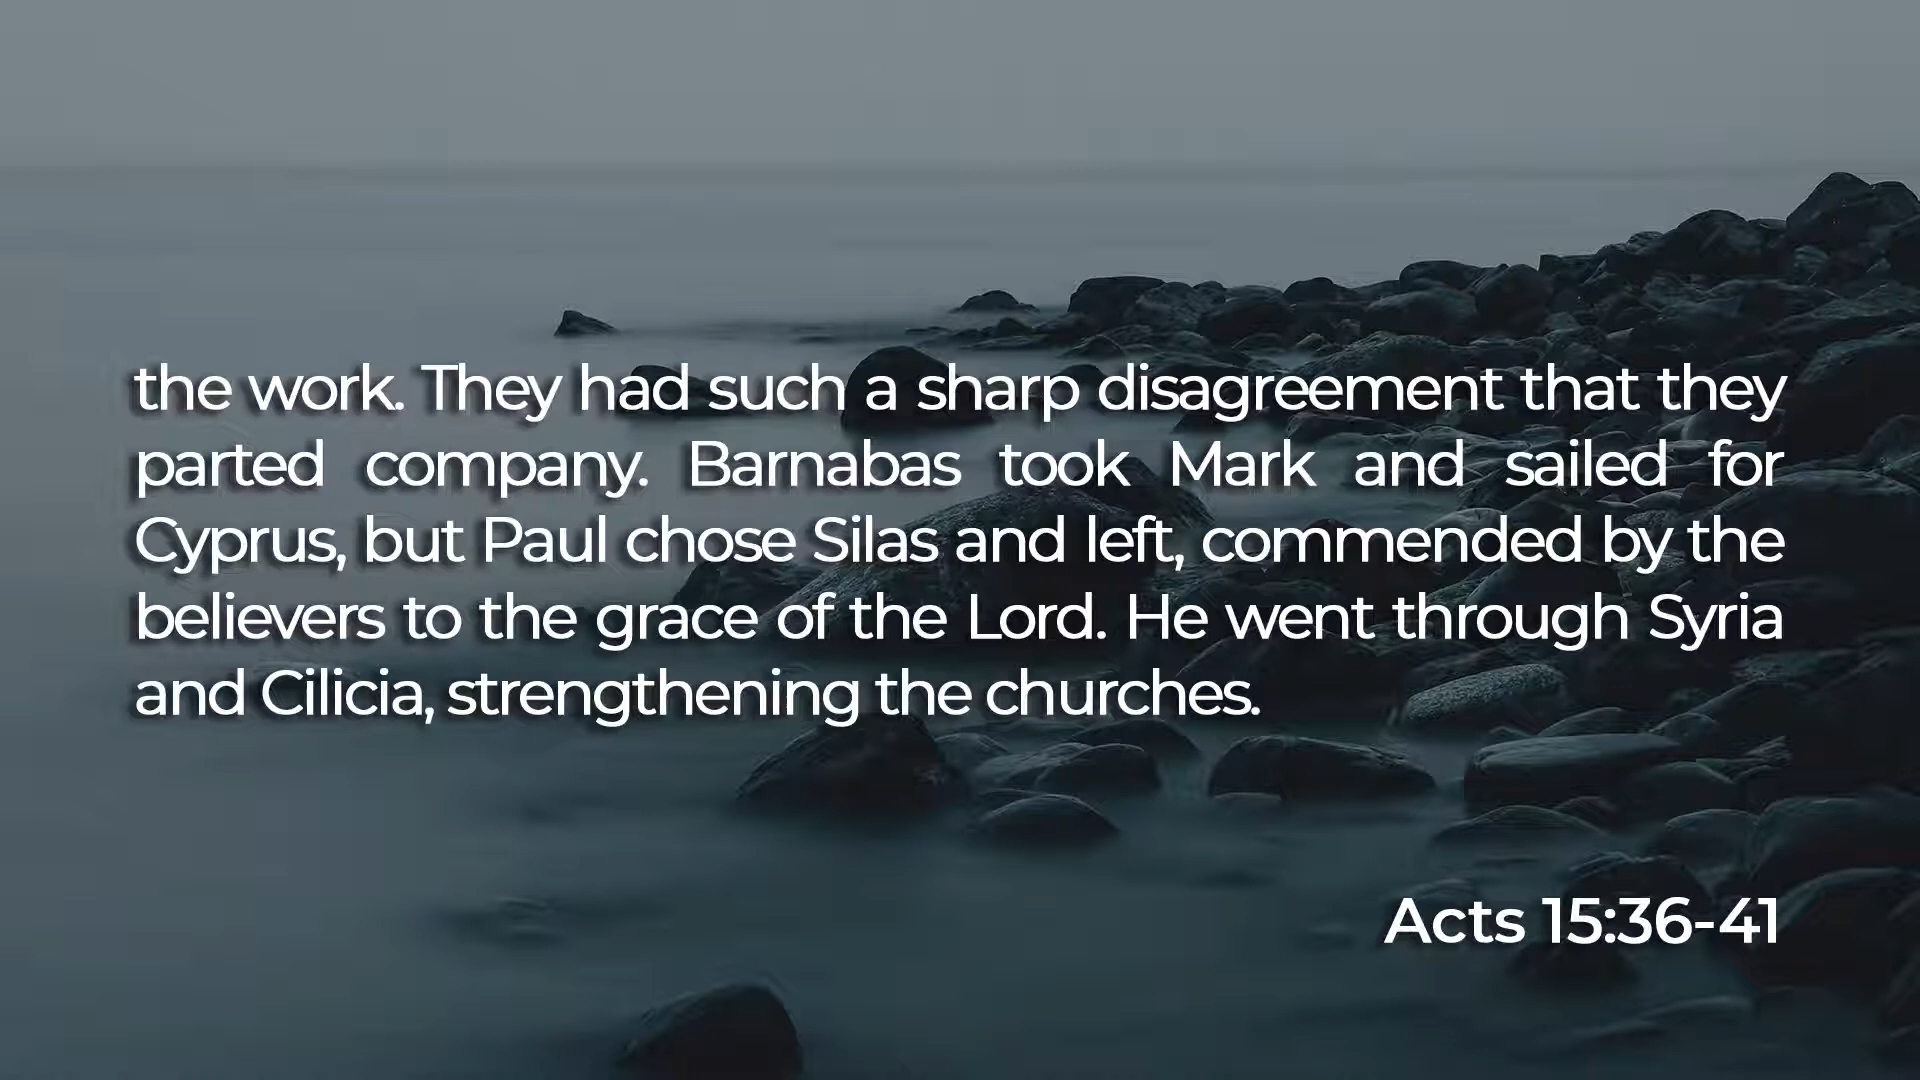 the work. They had such a sharp disagreement that they
parted company. Barnabas took Mark and sailed for
Cyprus, but Paul chose Silas and left, commended by the
believers to the grace of the Lord. He went through Syria
and Cilicia, strengthening the churches.
Acts 15:36-41